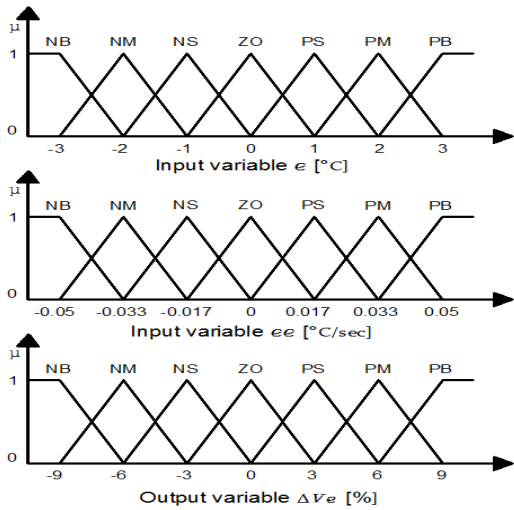 μ
NB NM NS ZO PS PM PB
1
0
-3 -2 -1 0 1 2 3
Input variable e [°C]
μ
NB NM NS ZO PS PM PB
1
0
-0.05 -0.033 -0.017 0 0.017 0.033 0.05
Input variable ee [°C/sec]
μ
NB NM NS ZO PS PM PB
1
0
-9 -6 -3 0 3 6 9
Output variable ΔVe [%]